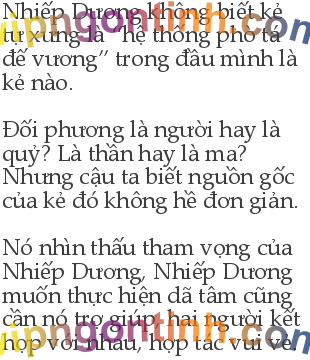 Nhiếp Dương không biết kẻ
tự xưng là “hệ thống phò tá
đế vương” trong đầu mình là
kẻ nào.
Đối phương là người hay là
quỷ? Là thần hay là ma?
Nhưng cậu ta biết nguồn gốc
của kẻ đó không hề đơn giản.
Nó nhìn thấu tham vọng của
Nhiếp Dương, Nhiếp Dương
muốn thực hiện dã tâm cũng
cần nó trợ giúp, hai người kết
hợp với nhau, hợp tác vui vẻ.
vipngontinh.com
vipngontinh.com